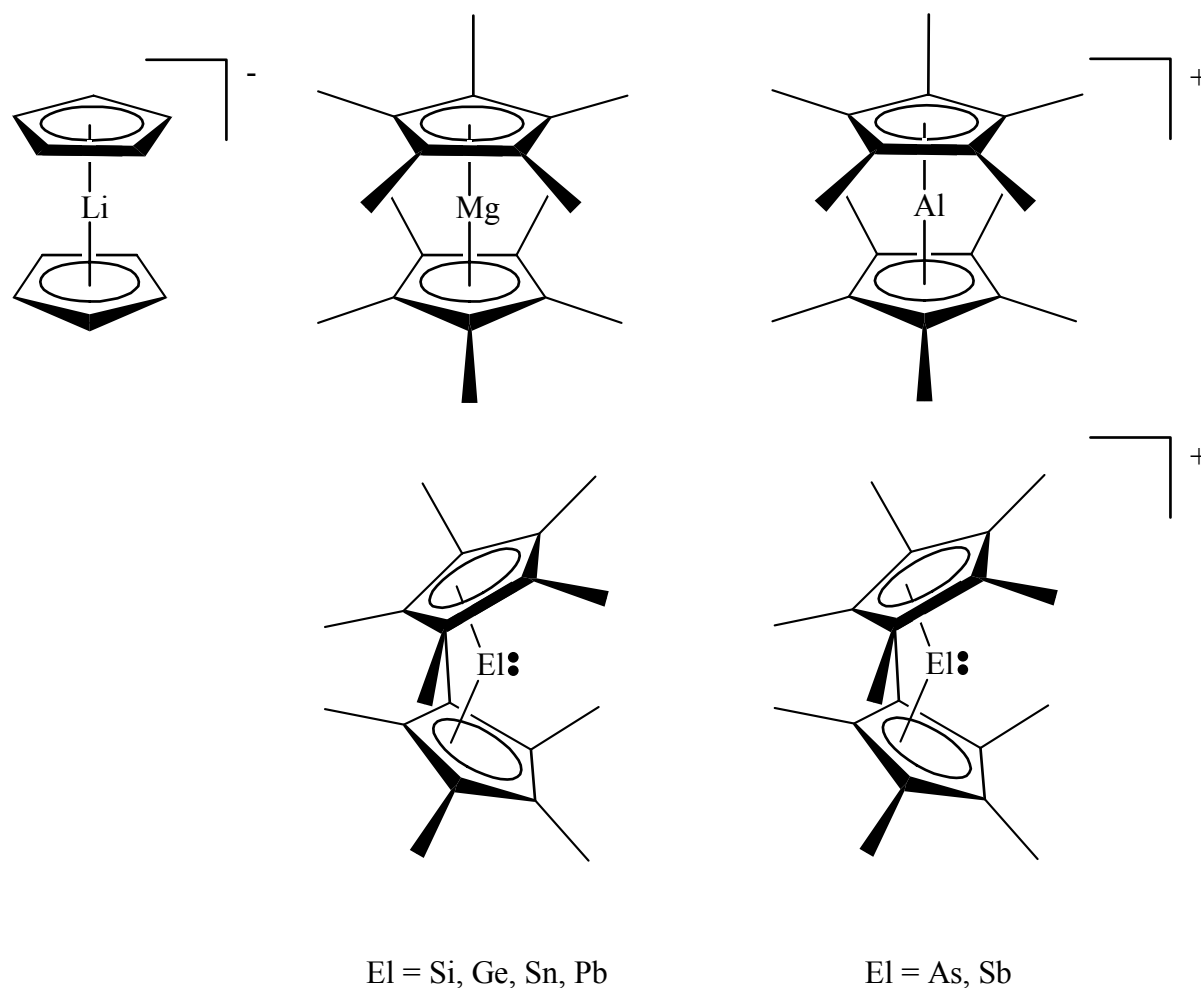 -
+
Li
Mg
Al
+
El:
El:
El = Si, Ge, Sn, Pb
El = As, Sb